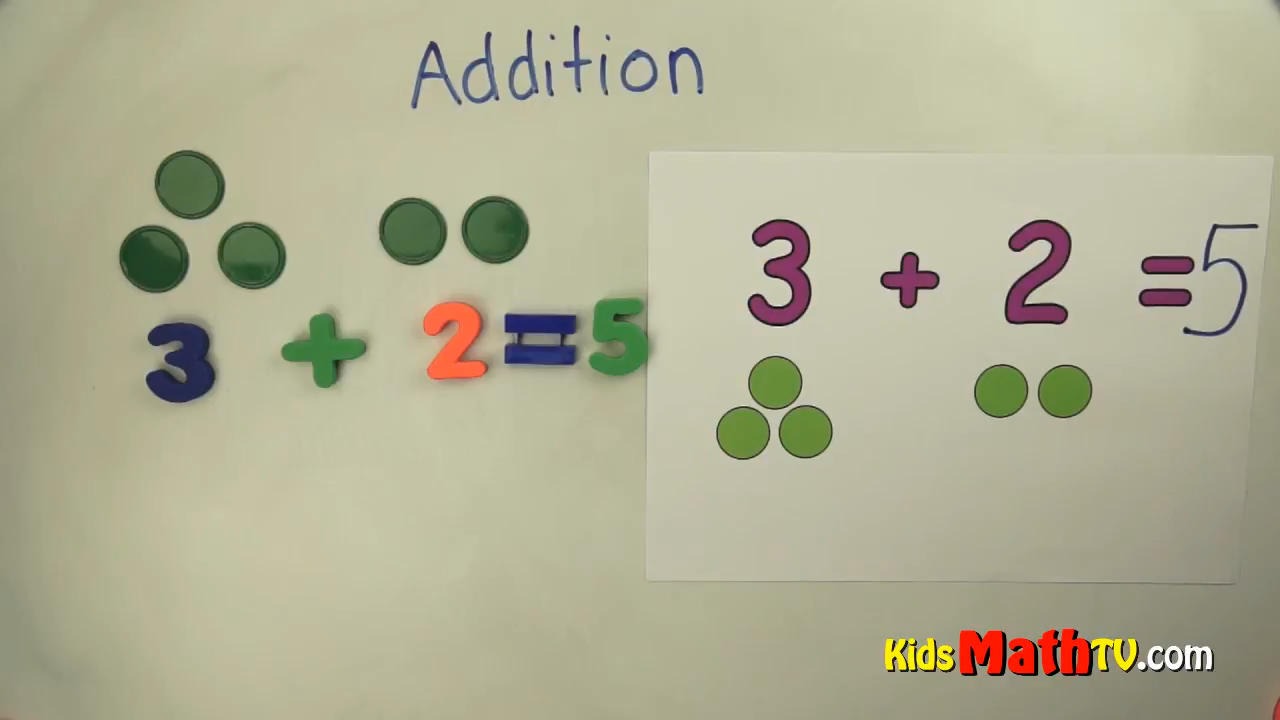 Addition
3 + 2 = 5
3 + 2 = 5
KidsMathTV.com